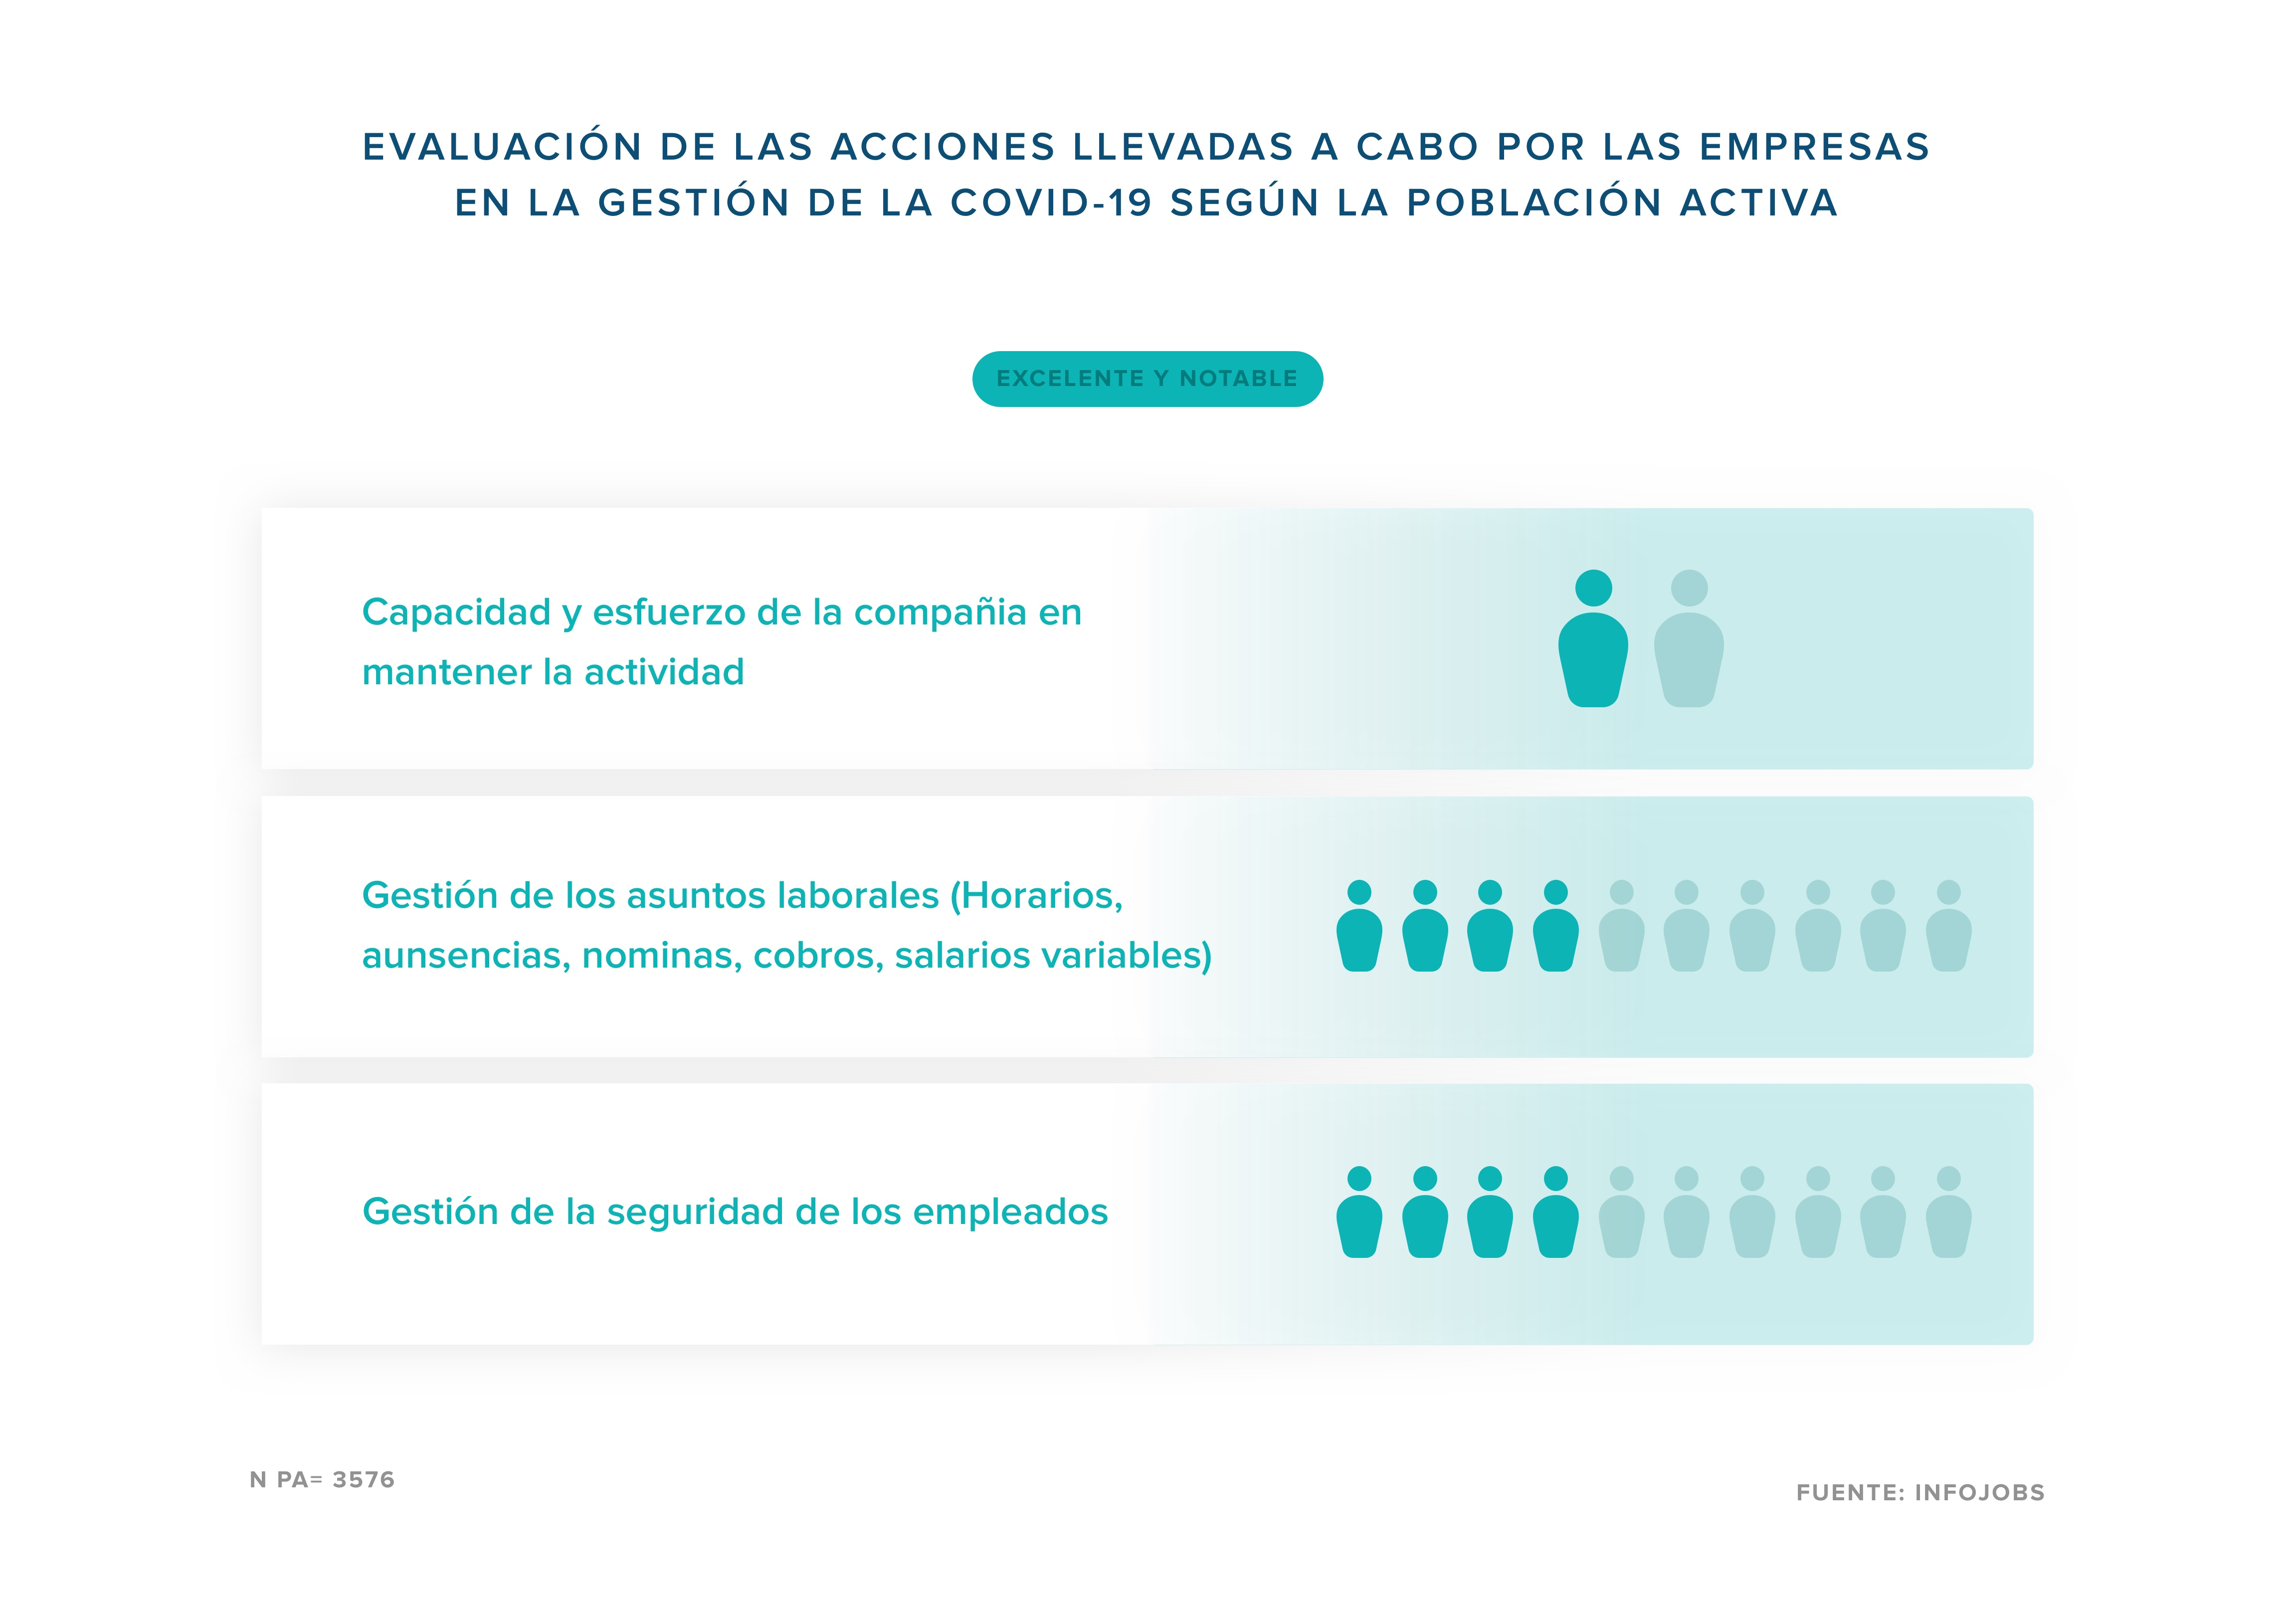 EVALUACIÓN DE LAS ACCIONES LLEVADAS A CABO POR LAS EMPRESAS
EN LA GESTIÓN DE LA COVID-19 SEGÚN LA POBLACIÓN ACTIVA
EXCELENTE Y NOTABLE
Capacidad y esfuerzo de la compañia en
mantener la actividad
Gestión de los asuntos laborales (Horarios,
aunsencias, nominas, cobros, salarios variables)
Gestión de la seguridad de los empleados
N PA= 3576
FUENTE: INFOJOBS